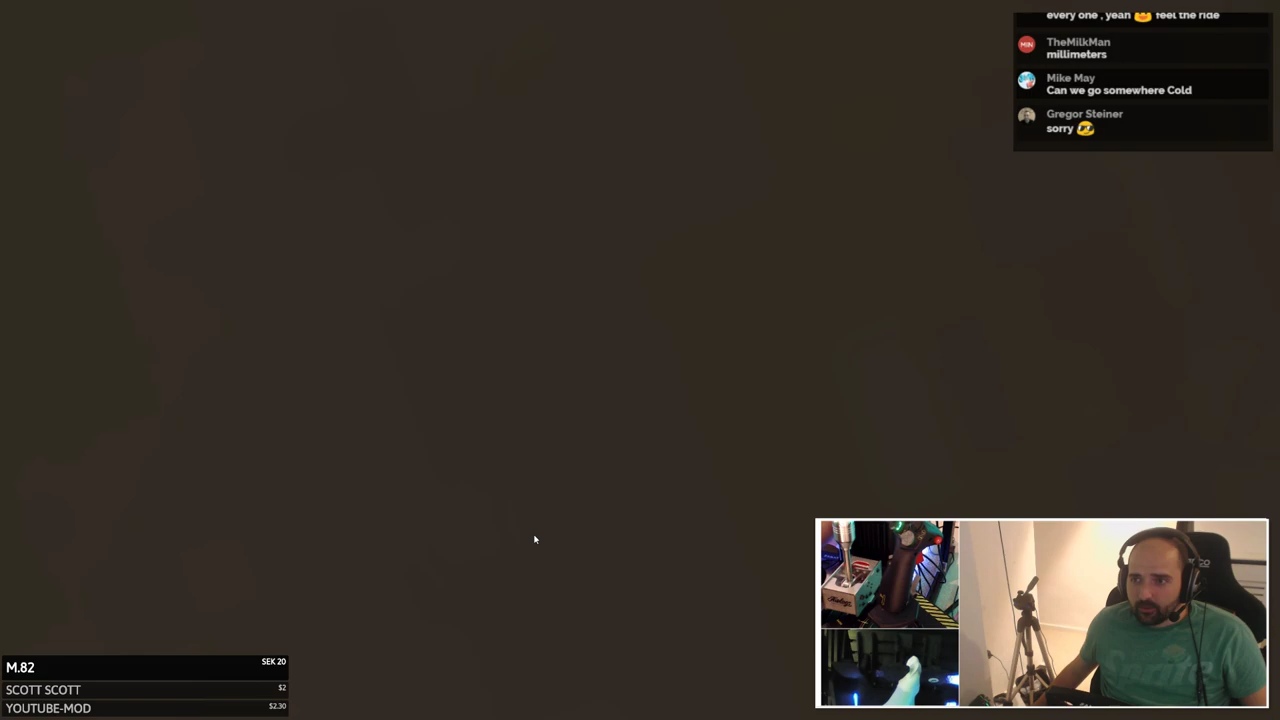 every one , yeah 😄 feel the ride
TheMilkMan
MIN
millimeters
Mike May
Can we go somewhere Cold
Gregor Steiner
sorry 😎
M.82 SEK 20
SCOTT SCOTT $2
YOUTUBE-MOD $2.30